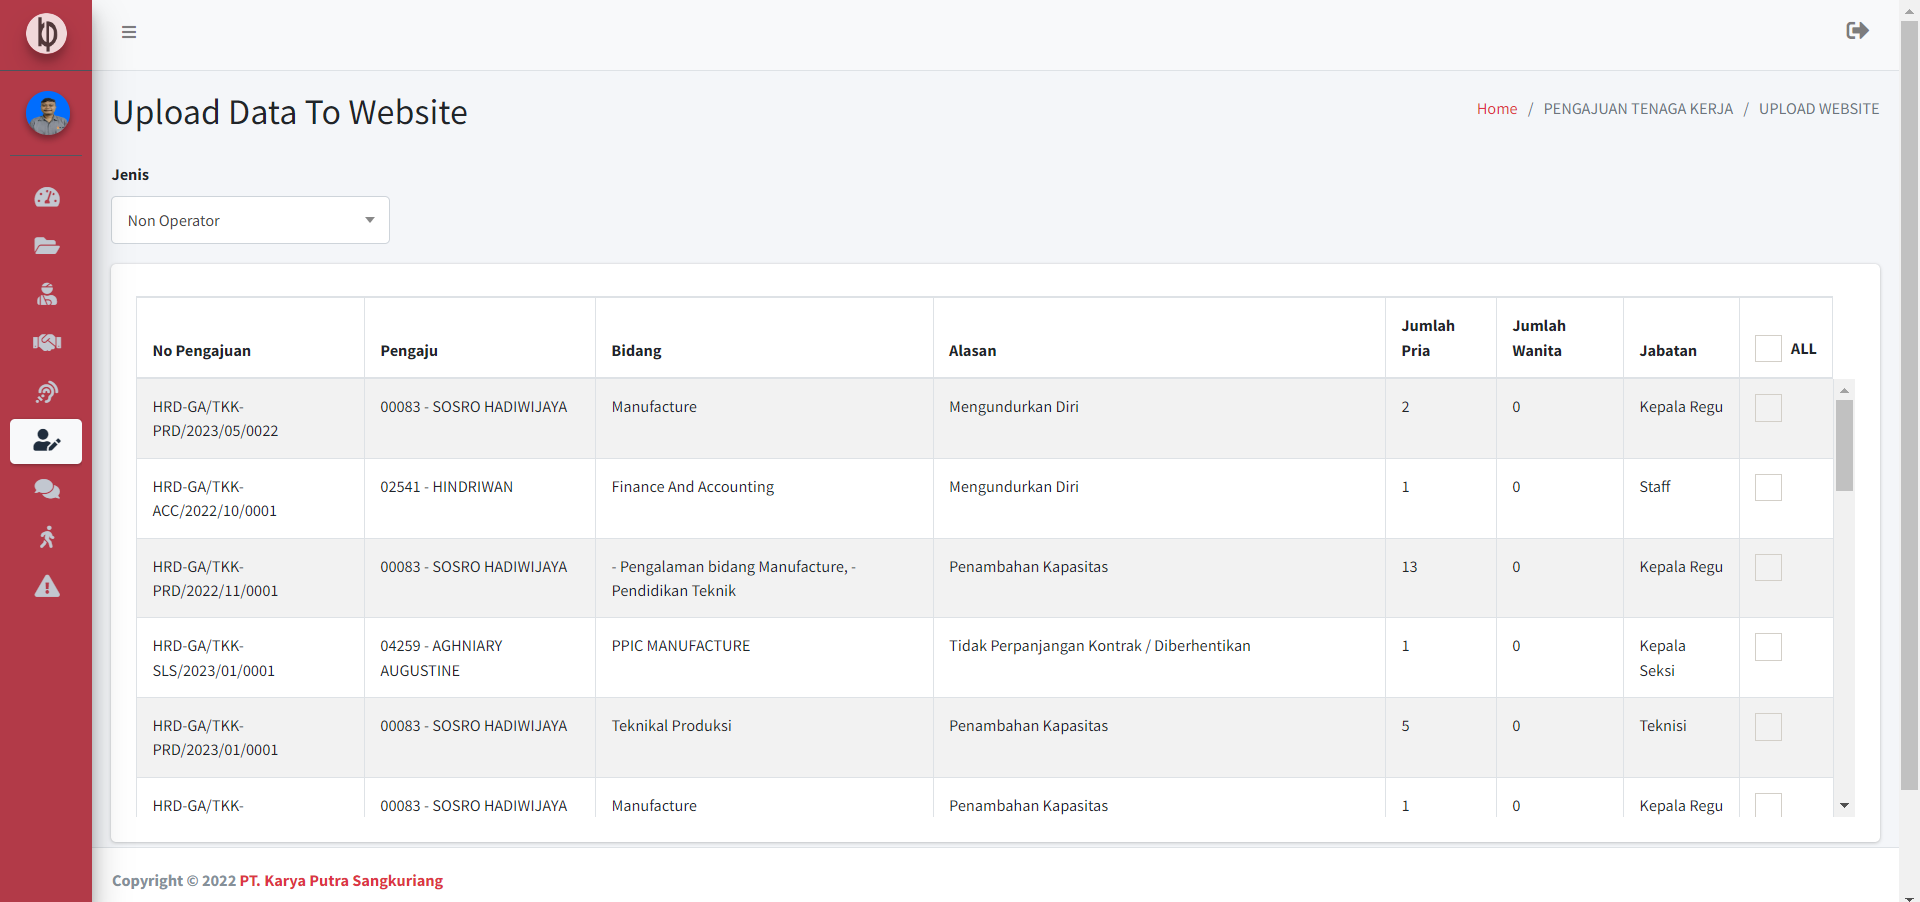 Upload Data To Website
Home / PENGAJUAN TENAGA KERJA / UPLOAD WEBSITE
Jenis
Non Operator
No Pengajuan
Pengaju
Bidang
Alasan
Jumlah
Pria
Jumlah
Wanita
Jabatan
ALL
HRD-GA/TKK-
PRD/2023/05/0022
00083 - SOSRO HADIWIJAYA
Manufacture
Mengundurkan Diri
2
0
Kepala Regu
HRD-GA/TKK-
ACC/2022/10/0001
02541 - HINDRIWAN
Finance And Accounting
Mengundurkan Diri
1
0
Staff
HRD-GA/TKK-
PRD/2022/11/0001
00083 - SOSRO HADIWIJAYA
- Pengalaman bidang Manufacture, -
Pendidikan Teknik
Penambahan Kapasitas
13
0
Kepala Regu
HRD-GA/TKK-
SLS/2023/01/0001
04259 - AGHNIARY
AUGUSTINE
PPIC MANUFACTURE
Tidak Perpanjangan Kontrak / Diberhentikan
1
0
Kepala
Seksi
HRD-GA/TKK-
PRD/2023/01/0001
00083 - SOSRO HADIWIJAYA
Teknikal Produksi
Penambahan Kapasitas
5
0
Teknisi
HRD-GA/TKK-
00083 - SOSRO HADIWIJAYA
Manufacture
Penambahan Kapasitas
1
0
Kepala Regu
Copyright © 2022 PT. Karya Putra Sangkuriang